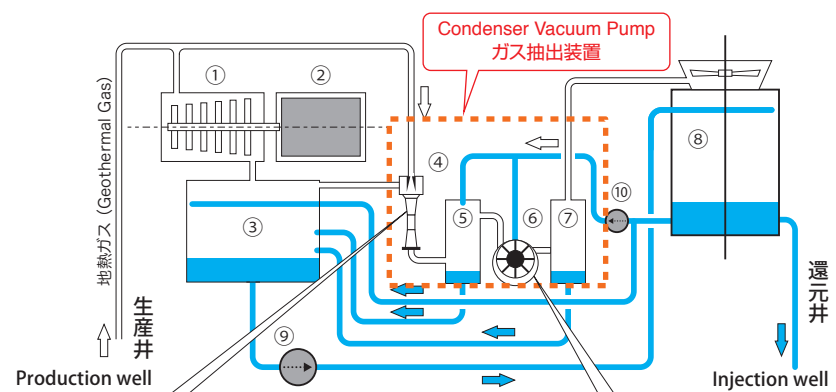 Condenser Vacuum Pump
ガス抽出装置
地熱ガス (Geothermal Gas)
①
②
③
④
⑤
⑥
⑦
⑧
⑨
⑩
生産井
Production well
還元井
Injection well